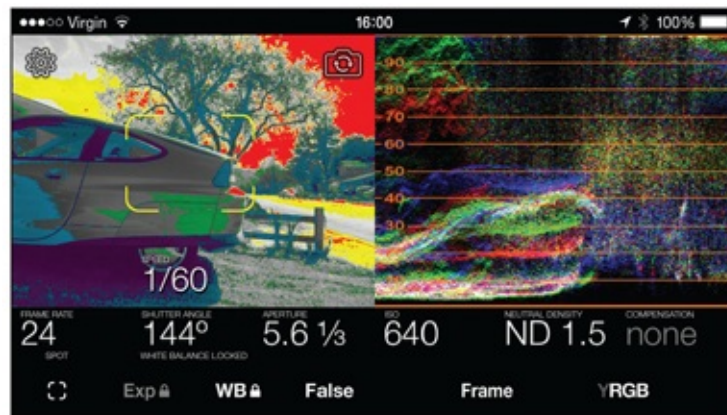 Virgin 16:00 100%
90
80
70
60
50
40
30
SPEED
1/60
FRAME RATE SHUTTER ANGLE APERTURE ISO NEUTRAL DENSITY COMPENSATION
24 144º 5.6 ⅓ 640 ND 1.5 none
SPOT WHITE BALANCE LOCKED
Exp WB False Frame YRGB